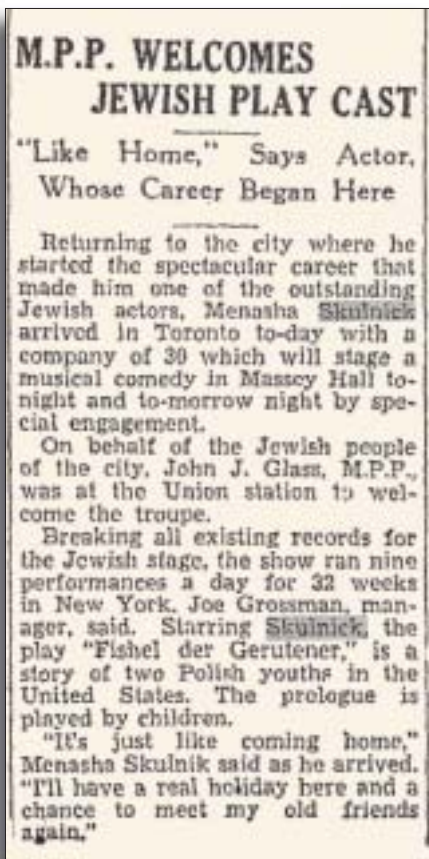 M.P.P. WELCOMES
JEWISH PLAY CAST
"Like Home," Says Actor,
Whose Career Began Here
Returning to the city where he
started the spectacular career that
made him one of the outstanding
Jewish actors, Menasha Skulnick
arrived in Toronto to-day with a
company of 30 which will stage a
musical comedy in Massey Hall to-
night and to-morrow night by spe-
cial engagement.
On behalf of the Jewish people
of the city, John J. Glass, M.P.P.,
was at the Union station to wel-
come the troupe.
Breaking all existing records for
the Jewish stage, the show ran nine
performances a day for 32 weeks
in New York, Joe Grossman, man-
ager, said. Starring Skulnick, the
play "Fishel der Gerutener," is a
story of two Polish youths in the
United States. The prologue is
played by children.
"It's just like coming home,"
Menasha Skulnik said as he arrived.
"I'll have a real holiday here and a
chance to meet my old friends
again."